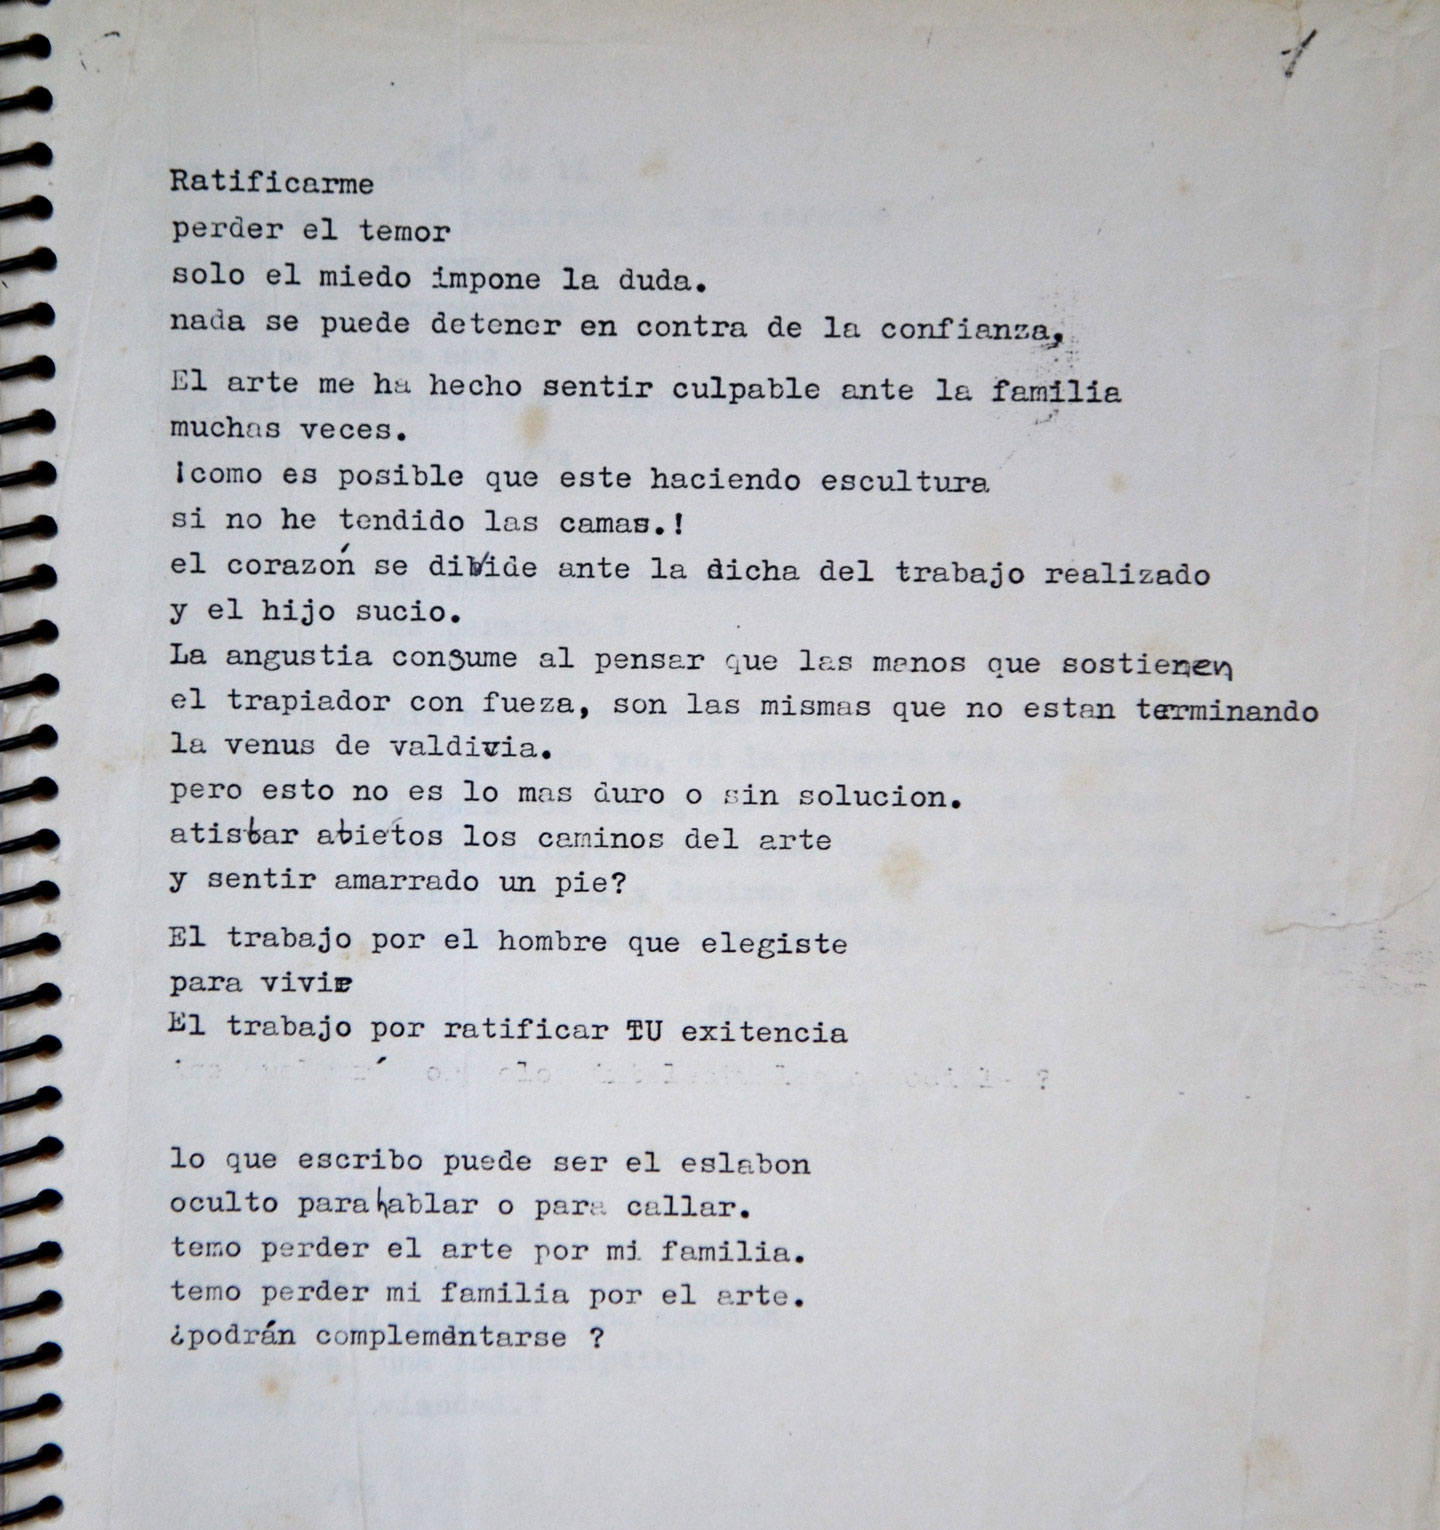 1
Ratificarme
perder el temor
solo el miedo impone la duda.
nada se puede detener en contra de la confianza,
El arte me ha hecho sentir culpable ante la familia
muchas veces.
¡como es posible que este haciendo escultura
si no he tendido las camas.!
el corazón se divide ante la dicha del trabajo realizado
y el hijo sucio.
La angustia consume al pensar que las manos que sostienen
el trapiador con fueza, son las mismas que no estan terminando
la venus de valdivia.
pero esto no es lo mas duro o sin solucion.
atisbar abietos los caminos del arte
y sentir amarrado un pie?
El trabajo por el hombre que elegiste
para vivir
El trabajo por ratificar TU exitencia
?
lo que escribo puede ser el eslabon
oculto para hablar o para callar.
temo perder el arte por mi familia.
temo perder mi familia por el arte.
¿podrán complementarse ?